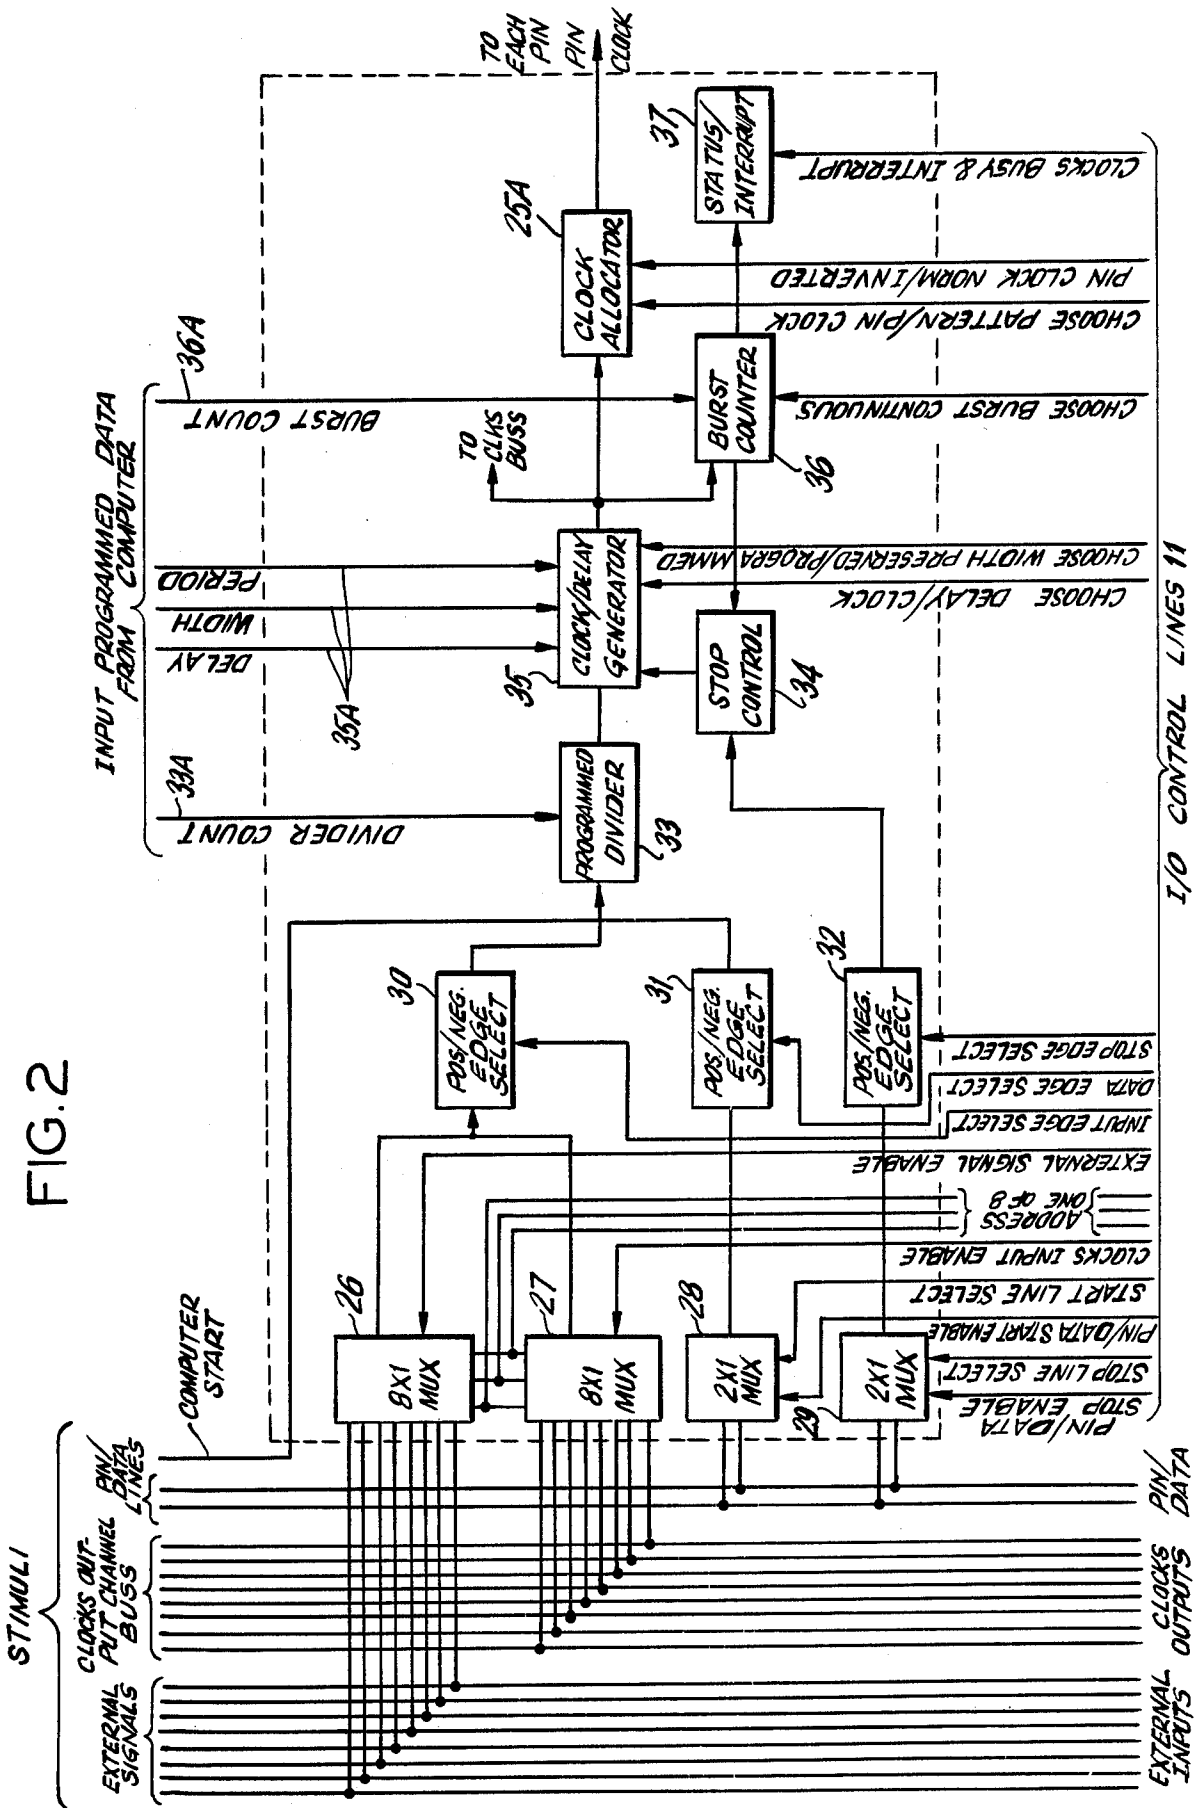 FIG. 2
STIMULI
EXTERNAL
SIGNALS
CLOCKS OUT-
PUT CHANNEL
BUSS
PIN/
DATA
LINES
COMPUTER
START
INPUT PROGRAMMED DATA
FROM COMPUTER
33A
DIVIDER COUNT
35A
DELAY
WIDTH
PERIOD
36A
BURST COUNT
26
8X1
MUX
27
8X1
MUX
28
2X1
MUX
29
2X1
MUX
30
POS./NEG.
EDGE
SELECT
31
POS./NEG.
EDGE
SELECT
32
POS./NEG.
EDGE
SELECT
PROGRAMMED
DIVIDER
33
35
CLOCK/DELAY
GENERATOR
STOP
CONTROL
34
TO
CLKS
BUSS
BURST
COUNTER
36
25A
CLOCK
ALLOCATOR
37
STATUS/
INTERRUPT
TO
EACH
PIN
PIN
CLOCK
PIN/DATA
STOP ENABLE
STOP LINE SELECT
PIN/DATA START ENABLE
START LINE SELECT
CLOCKS INPUT ENABLE
ADDRESS
ONE OF 8
EXTERNAL SIGNAL ENABLE
INPUT EDGE SELECT
DATA EDGE SELECT
STOP EDGE SELECT
CHOOSE DELAY/CLOCK
CHOOSE WIDTH PRESERVED/PROGRAMMED
CHOOSE BURST CONTINUOUS
CHOOSE PATTERN/PIN CLOCK
PIN CLOCK NORM/INVERTED
CLOCKS BUSY & INTERRUPT
EXTERNAL
INPUTS
CLOCKS
OUTPUTS
PIN/
DATA
I/O CONTROL LINES 11